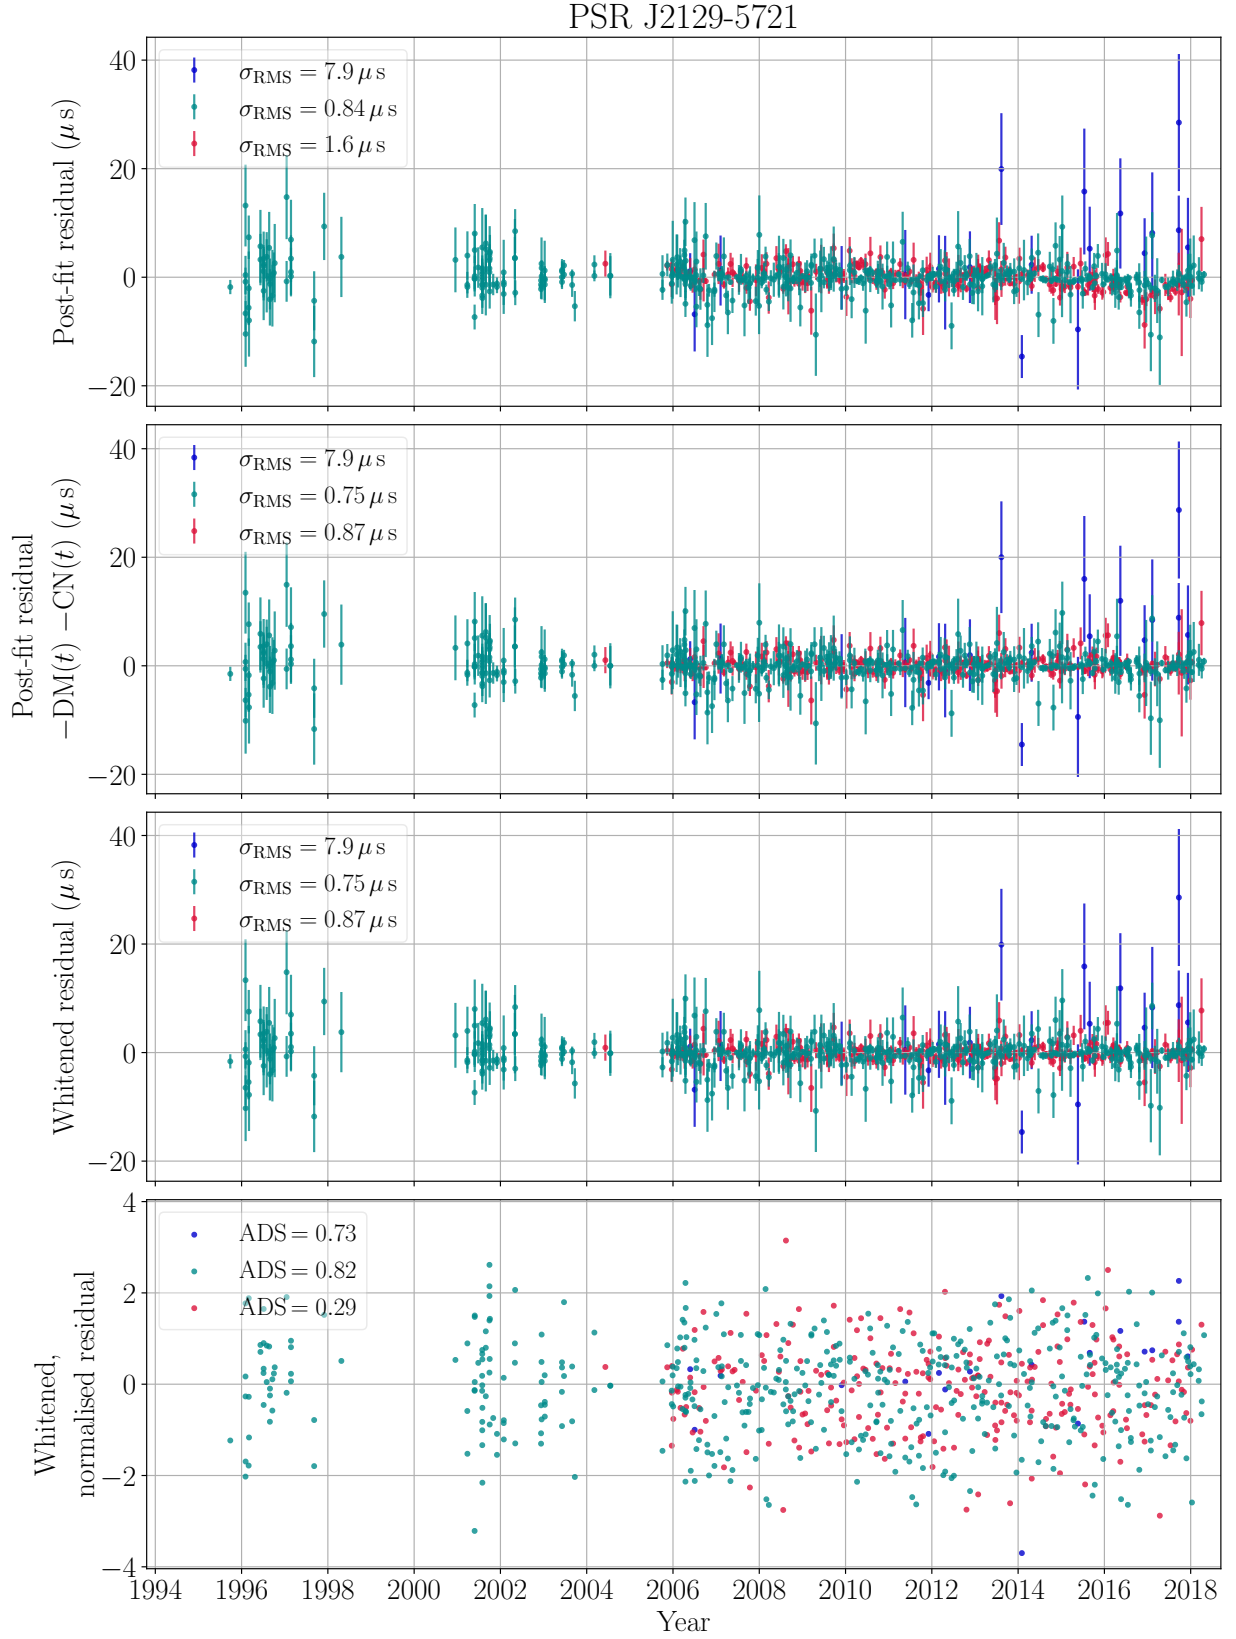 PSR J2129-5721
Post-fit residual (μs)
40
20
0
−20
σRMS = 7.9 μs
σRMS = 0.84 μs
σRMS = 1.6 μs
Post-fit residual
−DM(t) −CN(t) (μs)
40
20
0
−20
σRMS = 7.9 μs
σRMS = 0.75 μs
σRMS = 0.87 μs
Whitened residual (μs)
40
20
0
−20
σRMS = 7.9 μs
σRMS = 0.75 μs
σRMS = 0.87 μs
Whitened,
normalised residual
4
2
0
−2
−4
ADS = 0.73
ADS = 0.82
ADS = 0.29
1994 1996 1998 2000 2002 2004 2006 2008 2010 2012 2014 2016 2018
Year